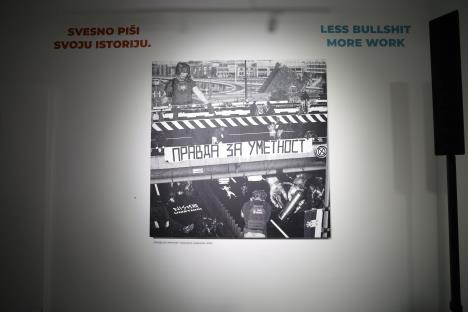 SVESNO PIŠI
SVOJU ISTORIJU.
LESS BULLSHIT
MORE WORK
ПРАВДА ЗА УМЕТНОСТ